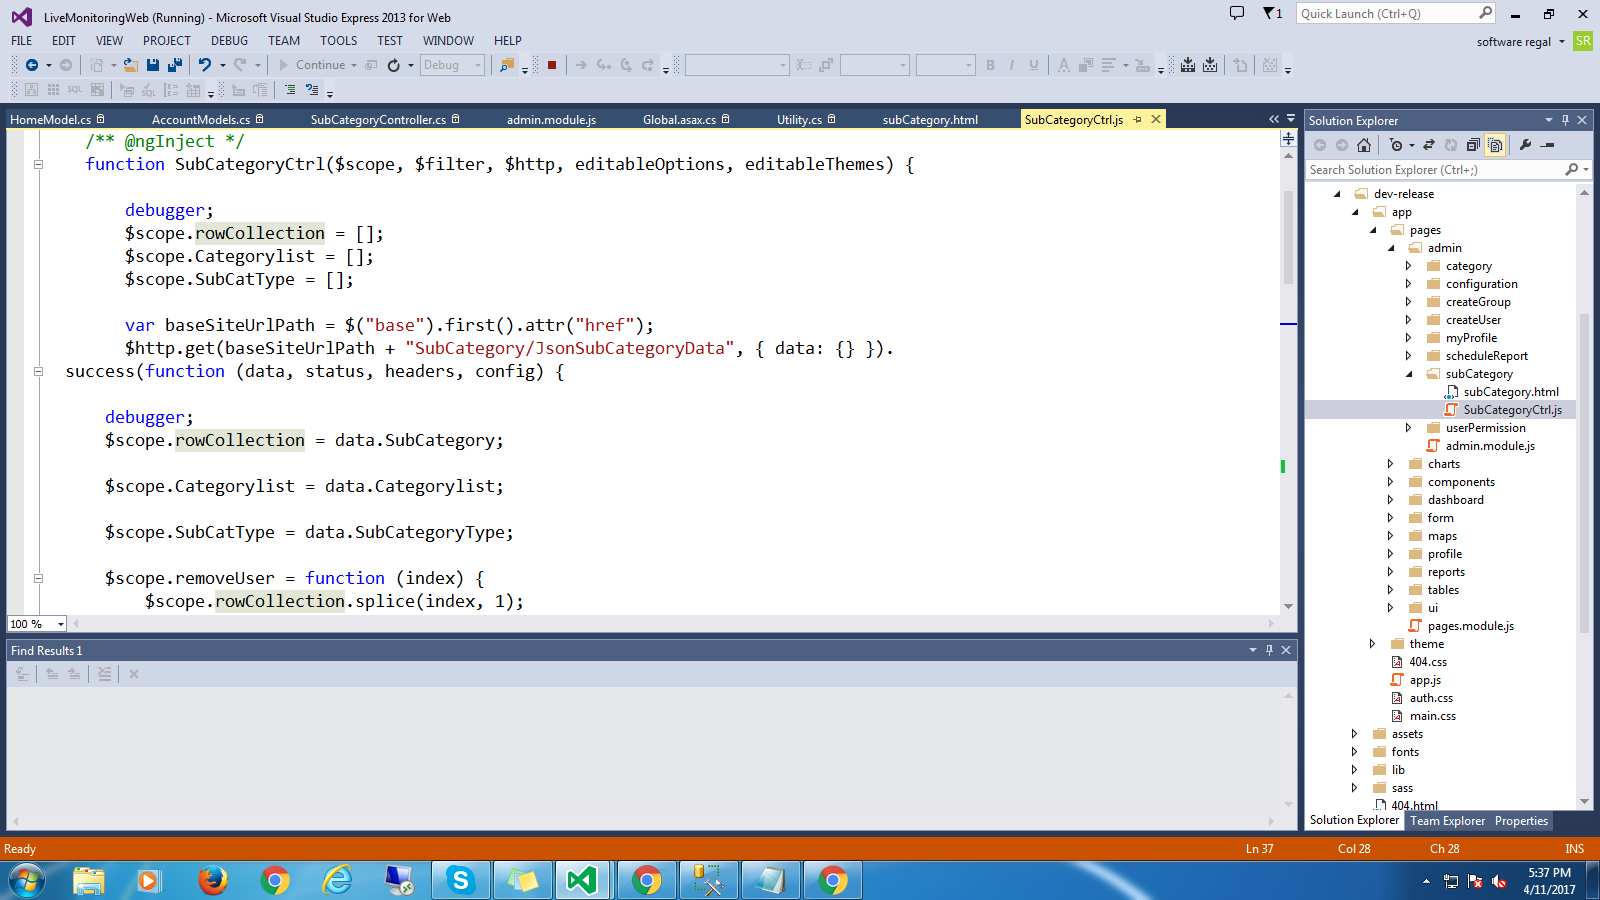 LiveMonitoringWeb (Running) - Microsoft Visual Studio Express 2013 for Web
1
Quick Launch (Ctrl+Q)
FILE EDIT VIEW PROJECT DEBUG TEAM TOOLS TEST WINDOW HELP
software regal
SR
Continue
Debug
B I U A
SQL
SQL
HomeModel.cs AccountModels.cs SubCategoryController.cs admin.module.js Global.asax.cs Utility.cs subCategory.html SubCategoryCtrl.js
/** @ngInject */
function SubCategoryCtrl($scope, $filter, $http, editableOptions, editableThemes) {
debugger;
$scope.rowCollection = [];
$scope.Categorylist = [];
$scope.SubCatType = [];
var baseSiteUrlPath = $("base").first().attr("href");
$http.get(baseSiteUrlPath + "SubCategory/JsonSubCategoryData", { data: {} }).
success(function (data, status, headers, config) {
debugger;
$scope.rowCollection = data.SubCategory;
$scope.Categorylist = data.Categorylist;
$scope.SubCatType = data.SubCategoryType;
$scope.removeUser = function (index) {
$scope.rowCollection.splice(index, 1);
100 %
Find Results 1
Solution Explorer
Search Solution Explorer (Ctrl+;)
dev-release
app
pages
admin
category
configuration
createGroup
createUser
myProfile
scheduleReport
subCategory
subCategory.html
SubCategoryCtrl.js
userPermission
admin.module.js
charts
components
dashboard
form
maps
profile
reports
tables
ui
pages.module.js
theme
404.css
app.js
auth.css
main.css
assets
fonts
lib
sass
404.html
Solution Explorer Team Explorer Properties
Ready
Ln 37 Col 28 Ch 28 INS
5:37 PM
4/11/2017